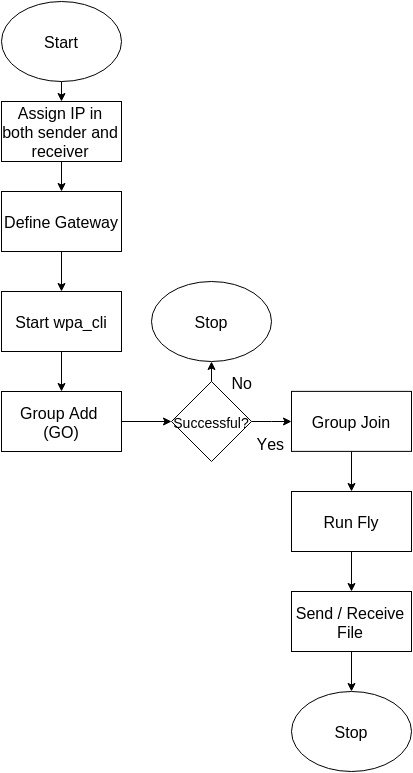 Start
Assign IP in
both sender and
receiver
Define Gateway
Start wpa_cli
Group Add
(GO)
Successful?
No
Stop
Yes
Group Join
Run Fly
Send / Receive
File
Stop